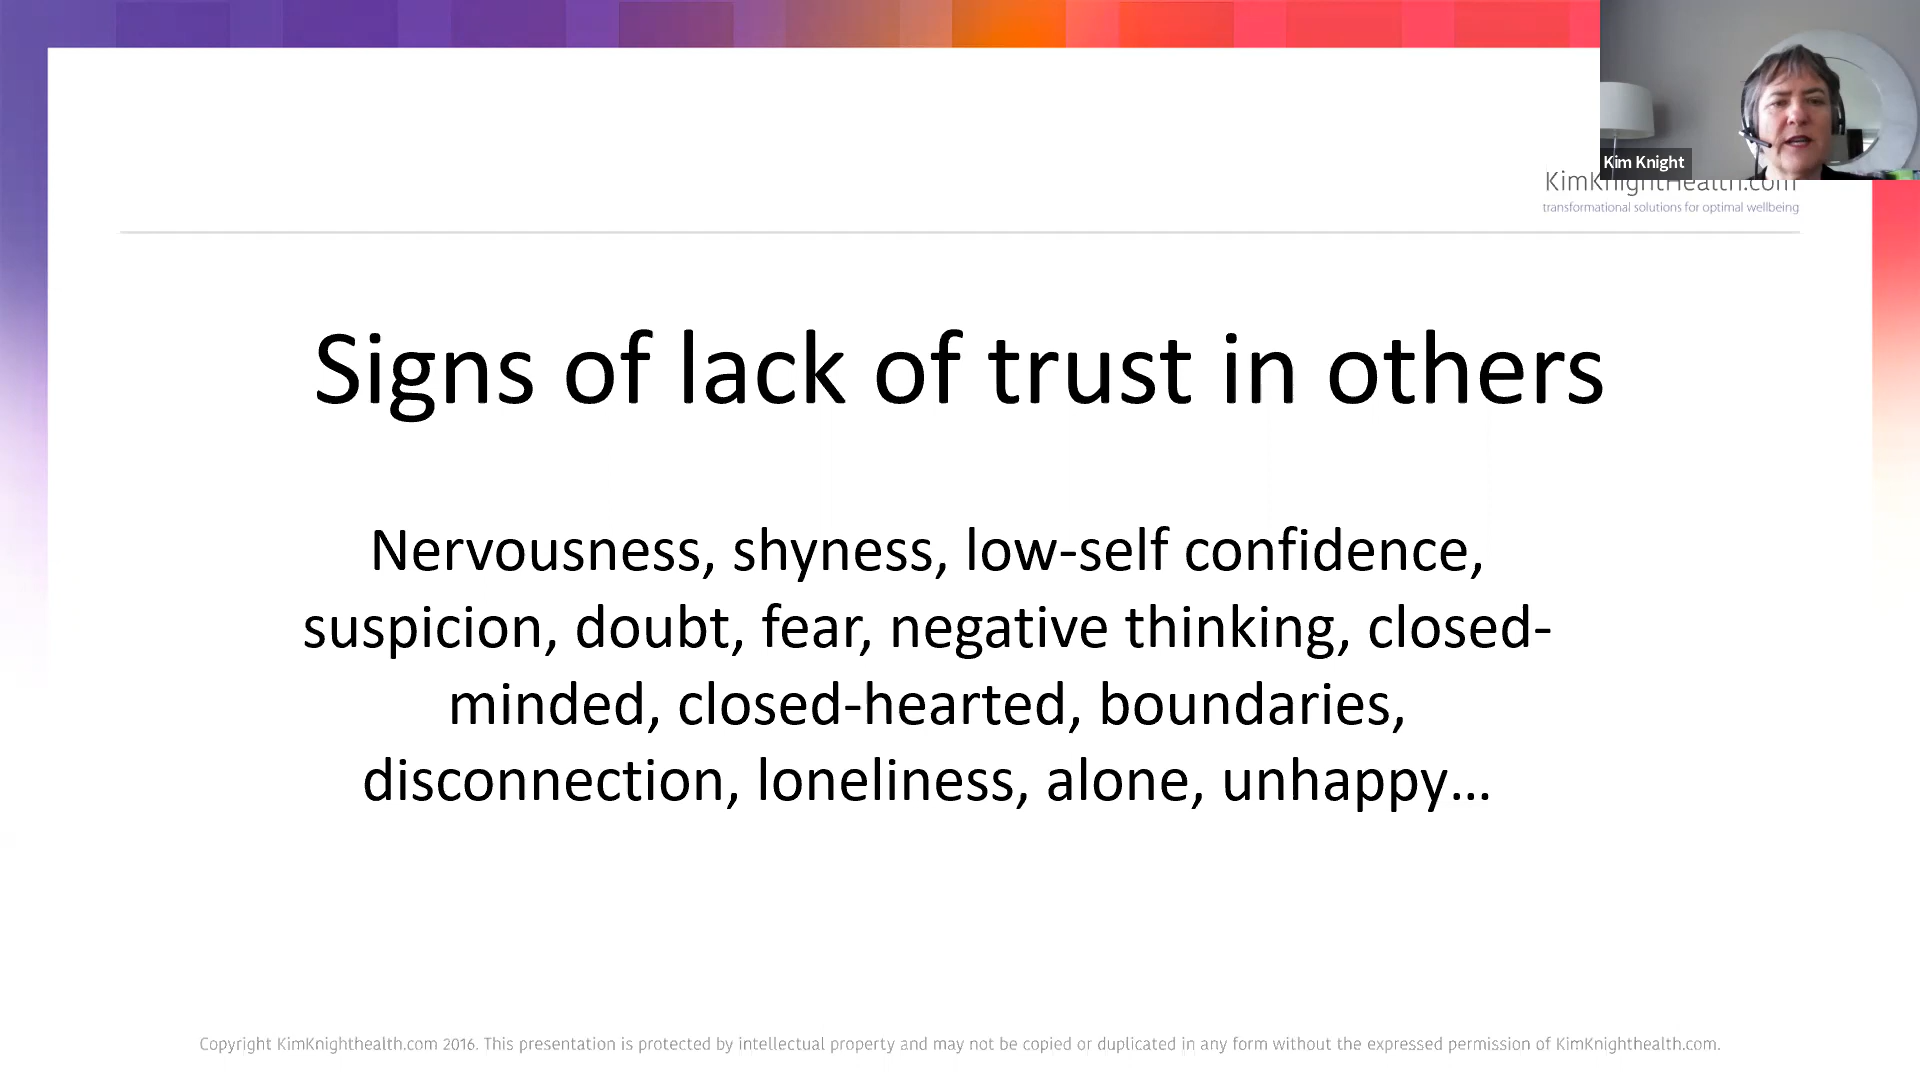 Kim Knight
KimKnightHealth.com
transformational solutions for optimal wellbeing
Signs of lack of trust in others
Nervousness, shyness, low-self confidence,
suspicion, doubt, fear, negative thinking, closed-
minded, closed-hearted, boundaries,
disconnection, loneliness, alone, unhappy...
Copyright KimKnighthealth.com 2016. This presentation is protected by intellectual property and may not be copied or duplicated in any form without the expressed permission of KimKnighthealth.com.